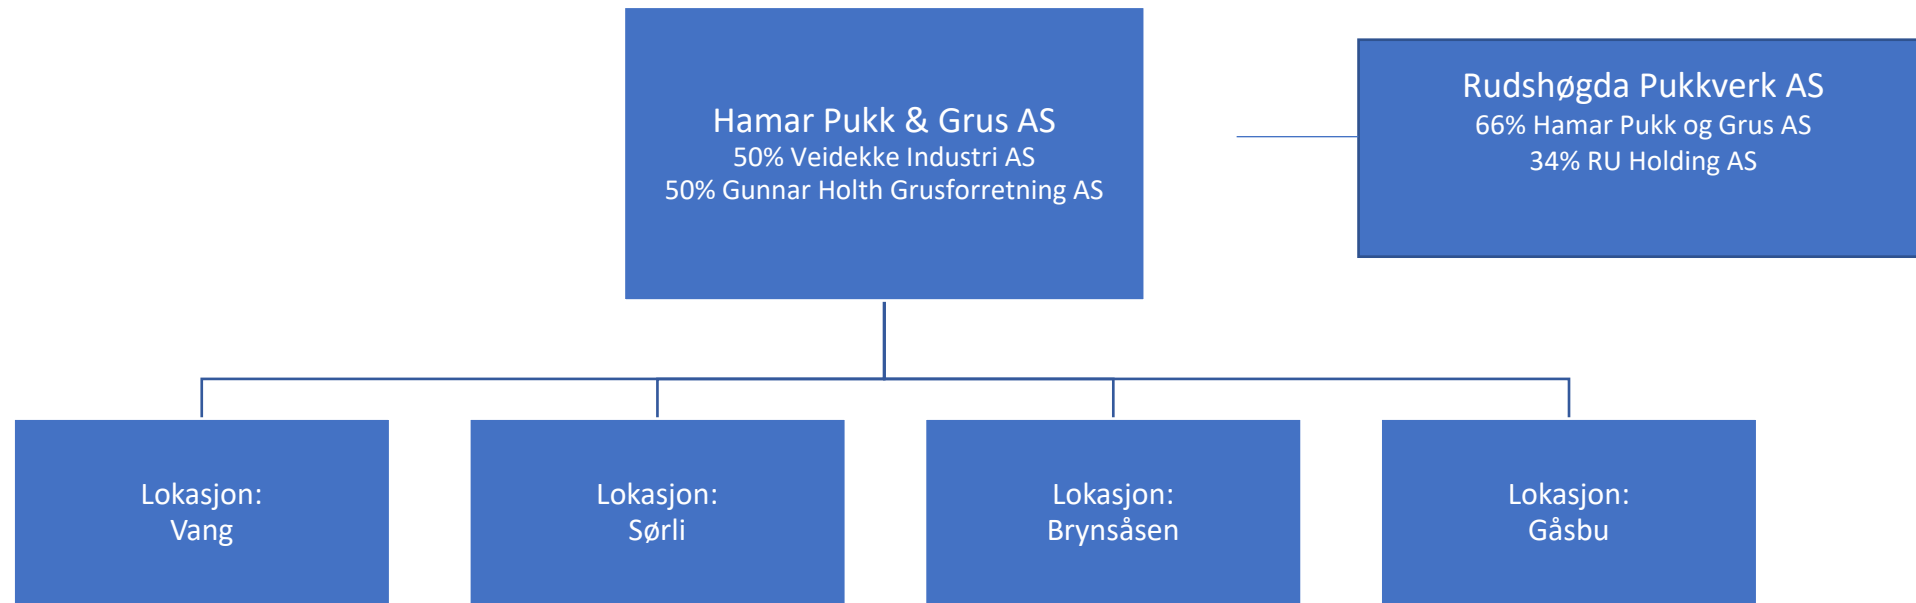 Hamar Pukk & Grus AS
50% Veidekke Industri AS
50% Gunnar Holth Grusforretning AS
Rudshøgda Pukkverk AS
66% Hamar Pukk og Grus AS
34% RU Holding AS
Lokasjon:
Vang
Lokasjon:
Sørli
Lokasjon:
Brynsåsen
Lokasjon:
Gåsbu